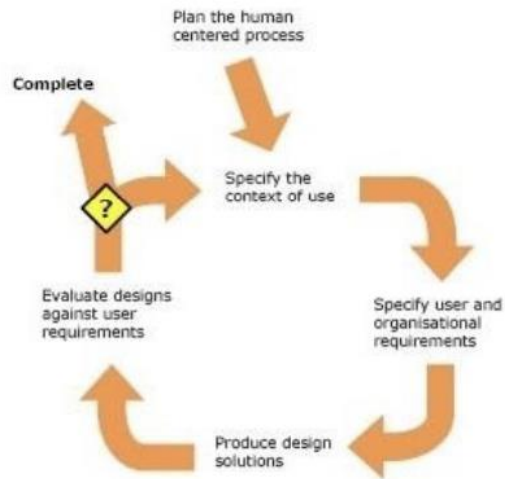 Plan the human
centered process
Complete
Specify the
context of use
?
Evaluate designs
against user
requirements
Specify user and
organisational
requirements
Produce design
solutions